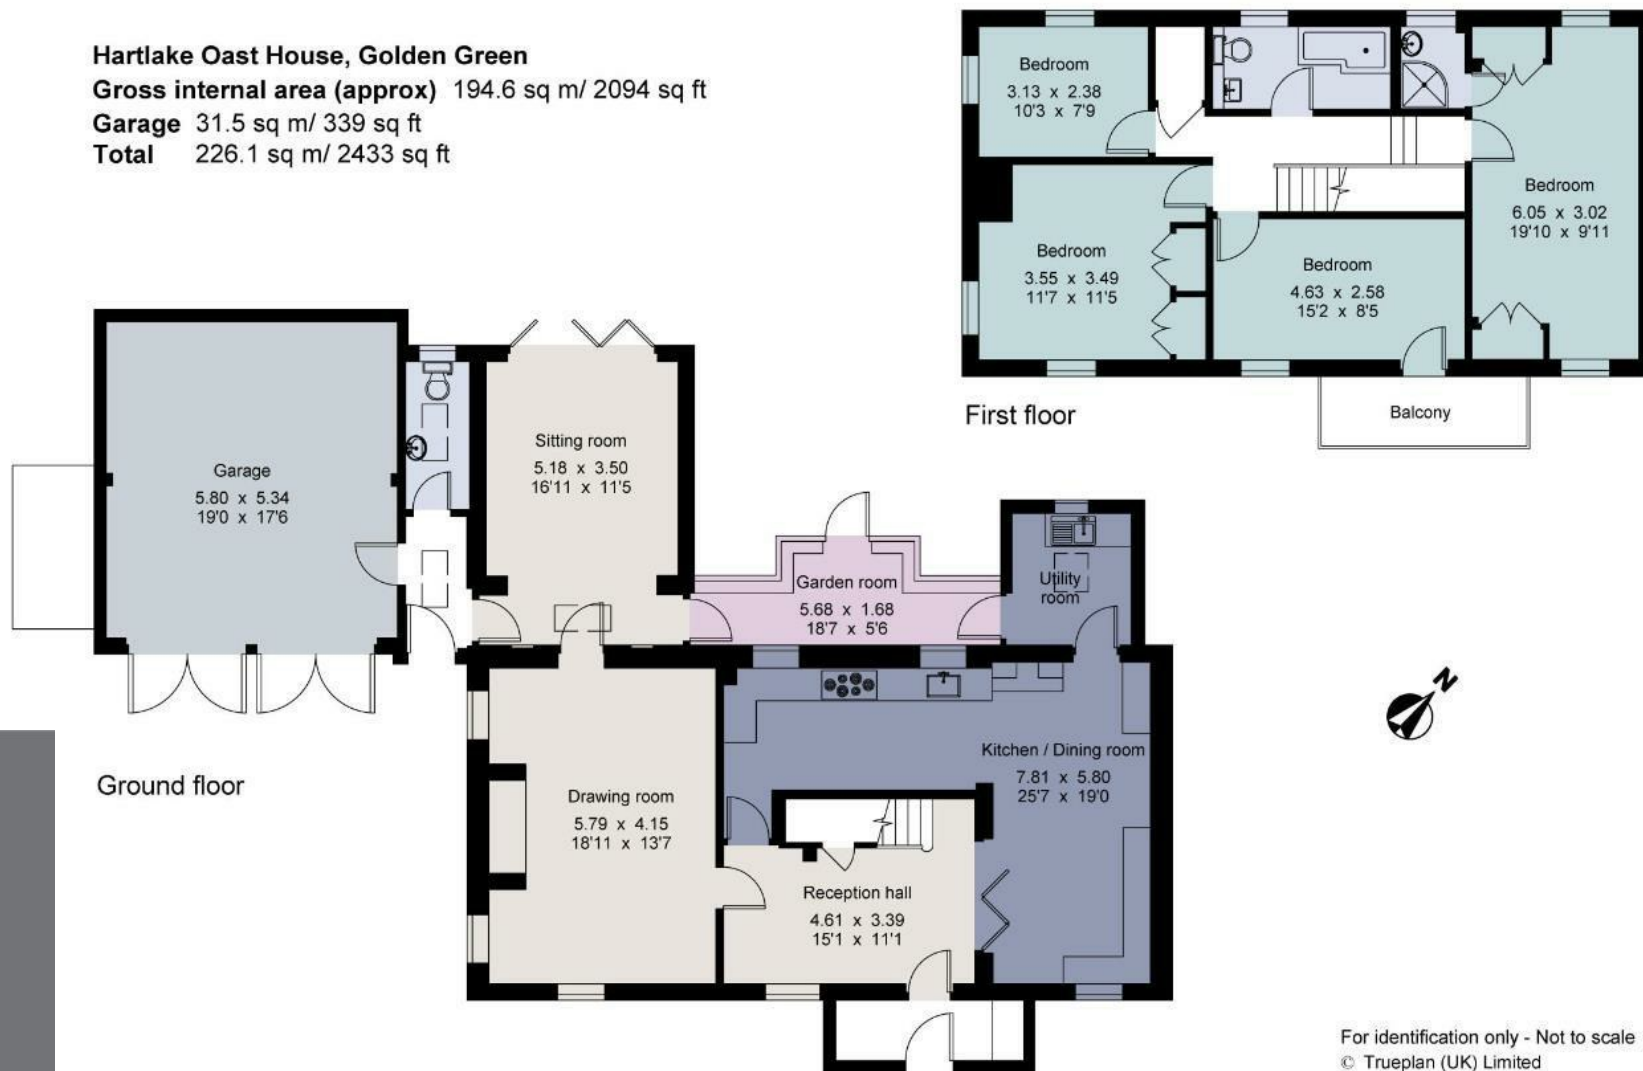 Hartlake Oast House, Golden Green
Gross internal area (approx) 194.6 sq m/ 2094 sq ft
Garage 31.5 sq m/ 339 sq ft
Total 226.1 sq m/ 2433 sq ft
Bedroom
3.13 x 2.38
10'3 x 7'9
Bedroom
6.05 x 3.02
19'10 x 9'11
Bedroom
3.55 x 3.49
11'7 x 11'5
Bedroom
4.63 x 2.58
15'2 x 8'5
Balcony
First floor
Garage
5.80 x 5.34
19'0 x 17'6
Sitting room
5.18 x 3.50
16'11 x 11'5
Garden room
5.68 x 1.68
18'7 x 5'6
Utility
room
Kitchen / Dining room
7.81 x 5.80
25'7 x 19'0
Drawing room
5.79 x 4.15
18'11 x 13'7
Reception hall
4.61 x 3.39
15'1 x 11'1
Ground floor
N
For identification only - Not to scale
© Trueplan (UK) Limited